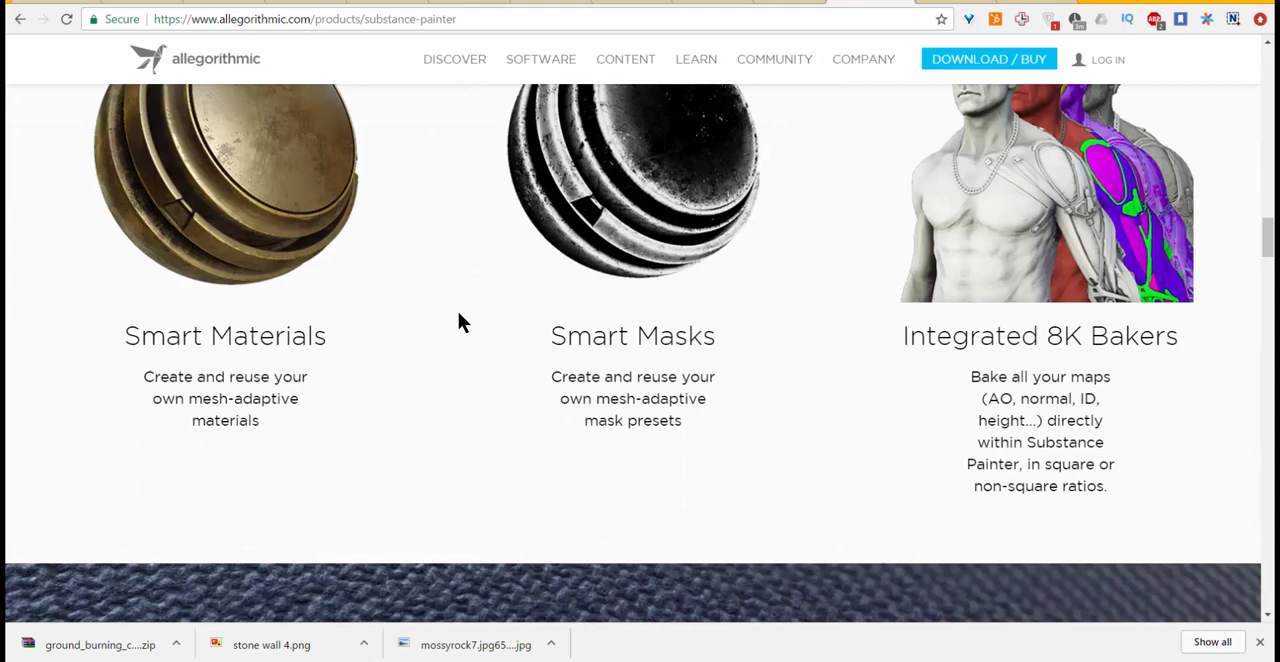 Secure https://www.allegorithmic.com/products/substance-painter
allegorithmic DISCOVER SOFTWARE CONTENT LEARN COMMUNITY COMPANY DOWNLOAD / BUY LOG IN
Smart Materials
Create and reuse your
own mesh-adaptive
materials
Smart Masks
Create and reuse your
own mesh-adaptive
mask presets
Integrated 8K Bakers
Bake all your maps
(AO, normal, ID,
height...) directly
within Substance
Painter, in square or
non-square ratios.
ground_burning_c....zip stone wall 4.png mossyrock7.jpg65....jpg Show all